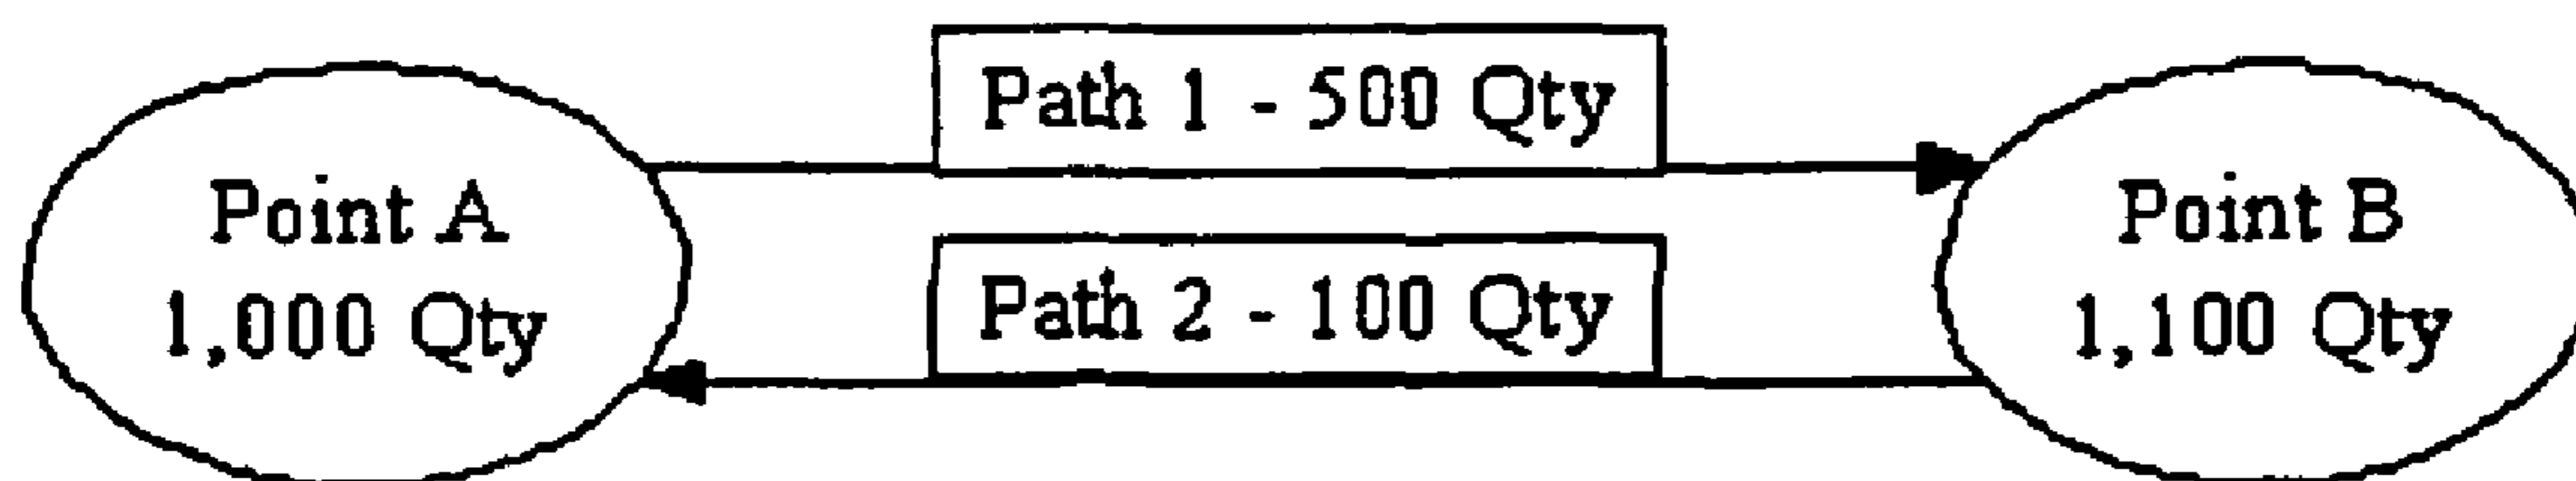 Path 1 - 500 Qty
Point A
1,000 Qty
Point B
1,100 Qty
Path 2 - 100 Qty